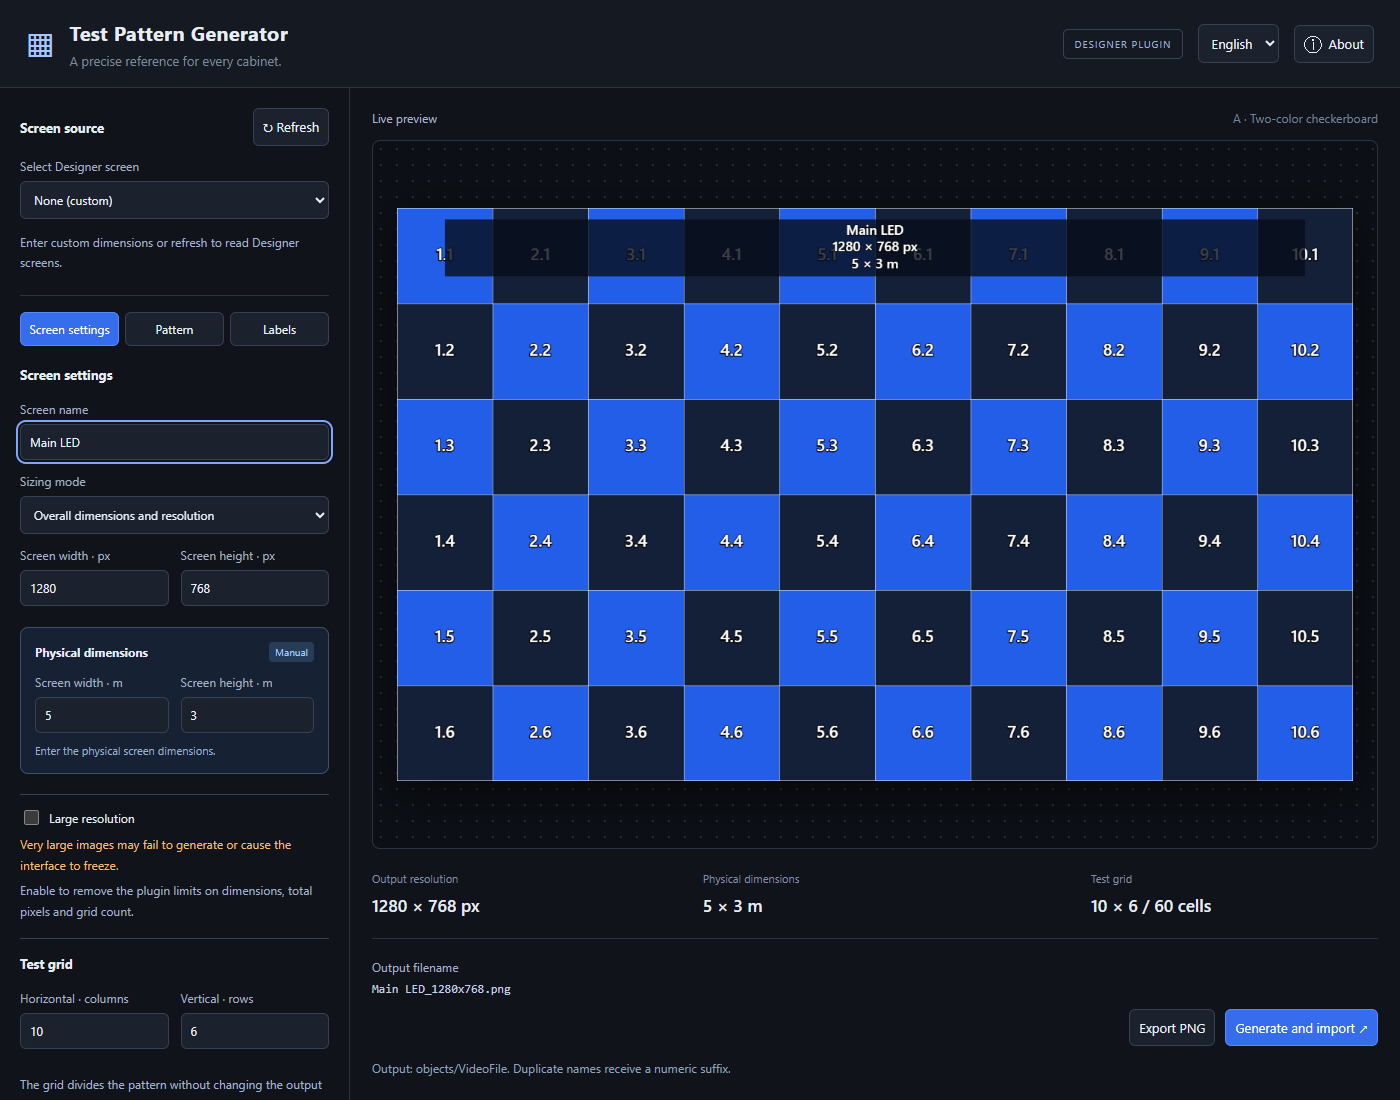 Test Pattern Generator
A precise reference for every cabinet.
DESIGNER PLUGIN
English
About
Screen source
↻ Refresh
Select Designer screen
None (custom)
Enter custom dimensions or refresh to read Designer
screens.
Screen settings
Pattern
Labels
Screen settings
Screen name
Main LED
Sizing mode
Overall dimensions and resolution
Screen width · px
Screen height · px
1280
768
Physical dimensions
Manual
Screen width · m
Screen height · m
5
3
Enter the physical screen dimensions.
Large resolution
Very large images may fail to generate or cause the
interface to freeze.
Enable to remove the plugin limits on dimensions, total
pixels and grid count.
Test grid
Horizontal · columns
Vertical · rows
10
6
The grid divides the pattern without changing the output
Live preview
A · Two-color checkerboard
Main LED
1280 × 768 px
5 × 3 m
1.1 2.1 3.1 4.1 5.1 6.1 7.1 8.1 9.1 10.1
1.2 2.2 3.2 4.2 5.2 6.2 7.2 8.2 9.2 10.2
1.3 2.3 3.3 4.3 5.3 6.3 7.3 8.3 9.3 10.3
1.4 2.4 3.4 4.4 5.4 6.4 7.4 8.4 9.4 10.4
1.5 2.5 3.5 4.5 5.5 6.5 7.5 8.5 9.5 10.5
1.6 2.6 3.6 4.6 5.6 6.6 7.6 8.6 9.6 10.6
Output resolution
1280 × 768 px
Physical dimensions
5 × 3 m
Test grid
10 × 6 / 60 cells
Output filename
Main LED_1280x768.png
Export PNG
Generate and import ↗
Output: objects/VideoFile. Duplicate names receive a numeric suffix.